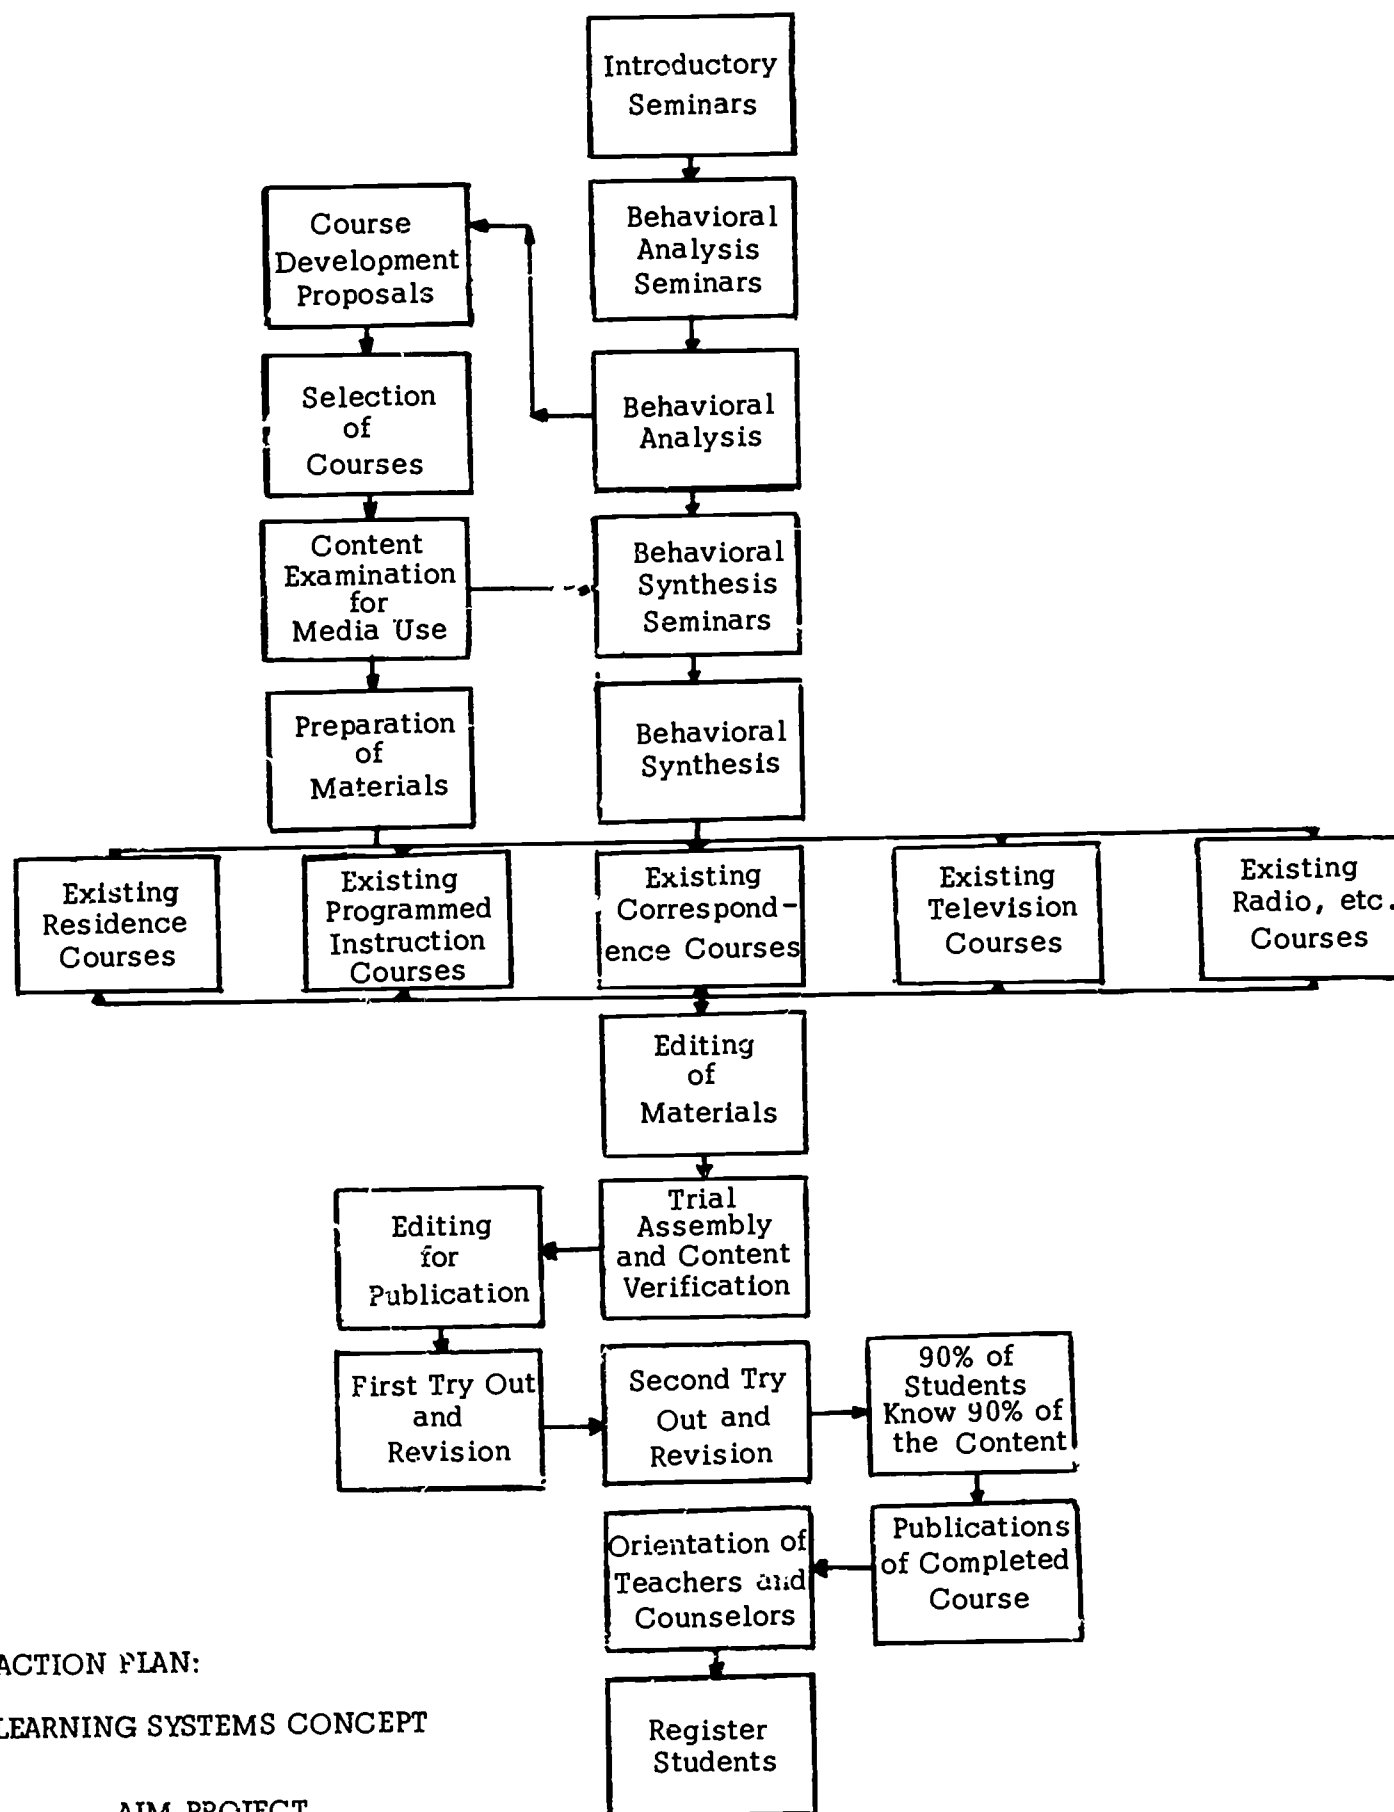 Introductory
Seminars
Behavioral
Analysis
Seminars
Course
Development
Proposals
Behavioral
Analysis
Selection
of
Courses
Content
Examination
for
Media Use
Behavioral
Synthesis
Seminars
Preparation
of
Materials
Behavioral
Synthesis
Existing
Residence
Courses
Existing
Programmed
Instruction
Courses
Existing
Correspond-
ence Courses
Existing
Television
Courses
Existing
Radio, etc.
Courses
Editing
of
Materials
Trial
Assembly
and Content
Verification
Editing
for
Publication
First Try Out
and
Revision
Second Try
Out and
Revision
90% of
Students
Know 90% of
the Content
Publications
of Completed
Course
Orientation of
Teachers and
Counselors
Register
Students
ACTION PLAN:
LEARNING SYSTEMS CONCEPT
AIM PROJECT